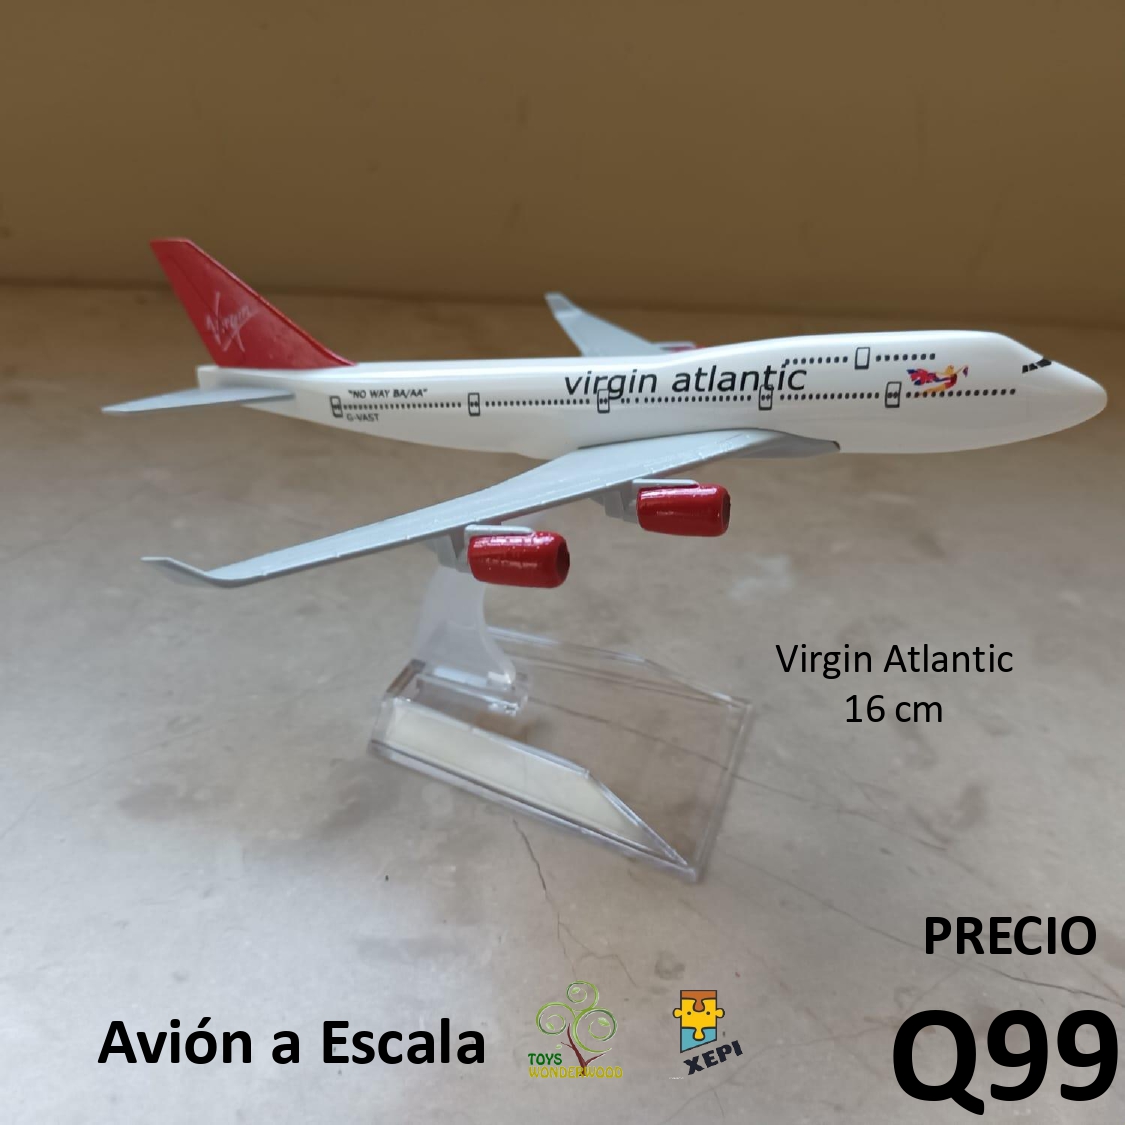 Virgin
"NO WAY BA/AA"
G-VAST
virgin atlantic
Virgin Atlantic
16 cm
PRECIO
Q99
Avión a Escala
TOYS
WONDERWOOD
XEPI